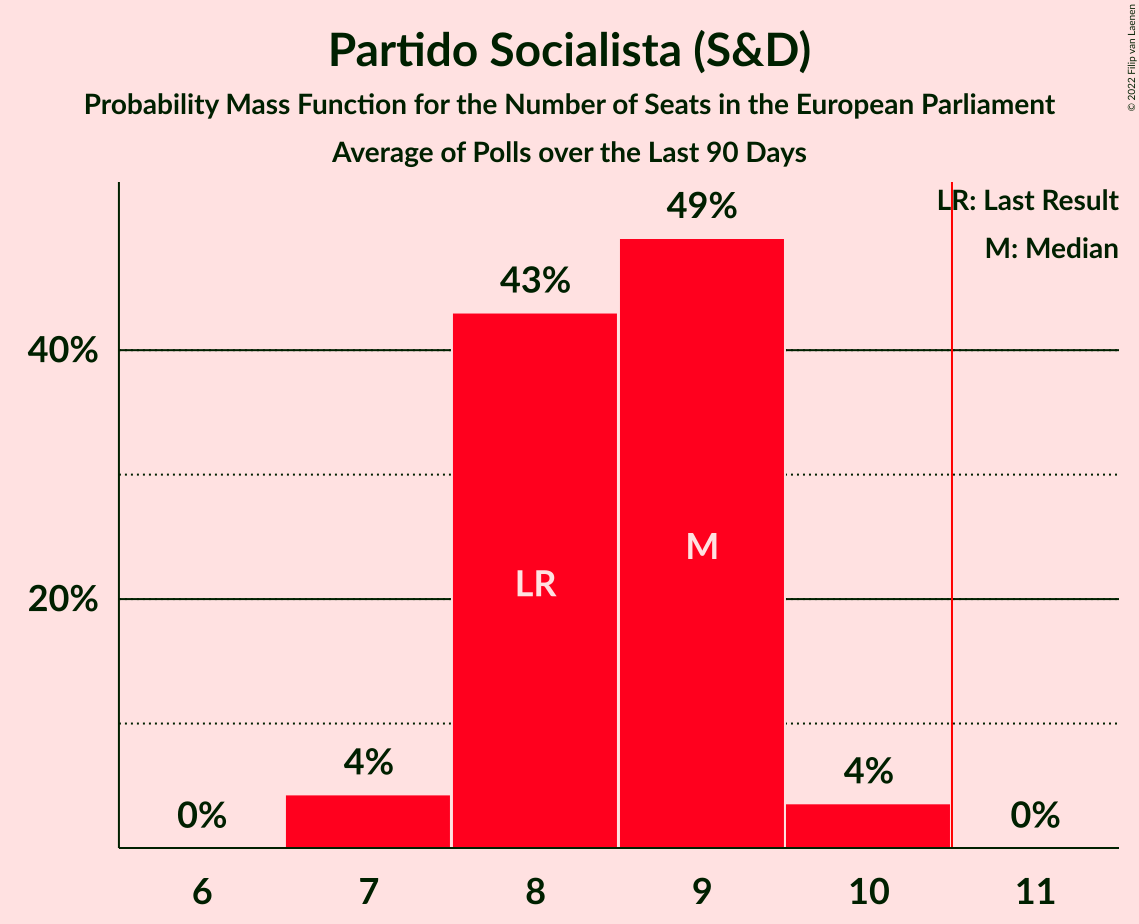 Partido Socialista (S&D)
Probability Mass Function for the Number of Seats in the European Parliament
Average of Polls over the Last 90 Days
© 2022 Filip van Laenen
LR: Last Result
M: Median
49%
43%
40%
20%
M
LR
4%
4%
0%
0%
6 7 8 9 10 11